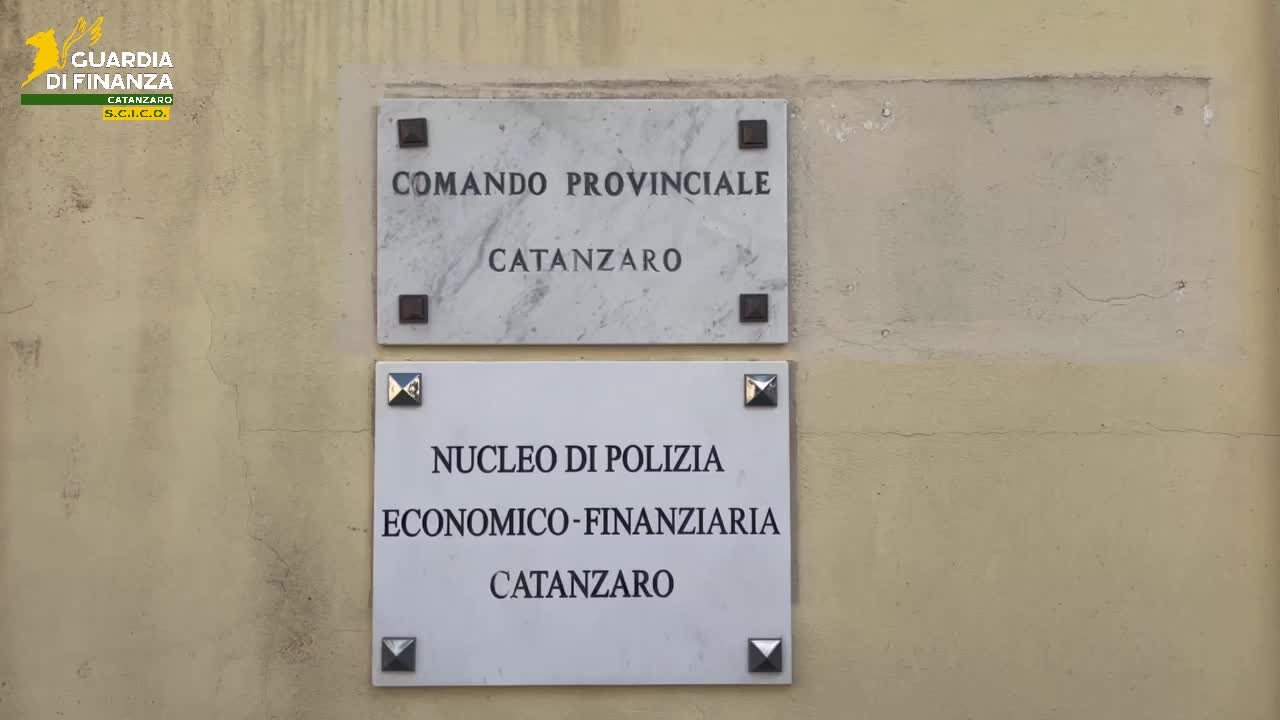 GUARDIA
DI FINANZA
CATANZARO
S.C.I.C.O.
COMANDO PROVINCIALE
CATANZARO
NUCLEO DI POLIZIA
ECONOMICO-FINANZIARIA
CATANZARO